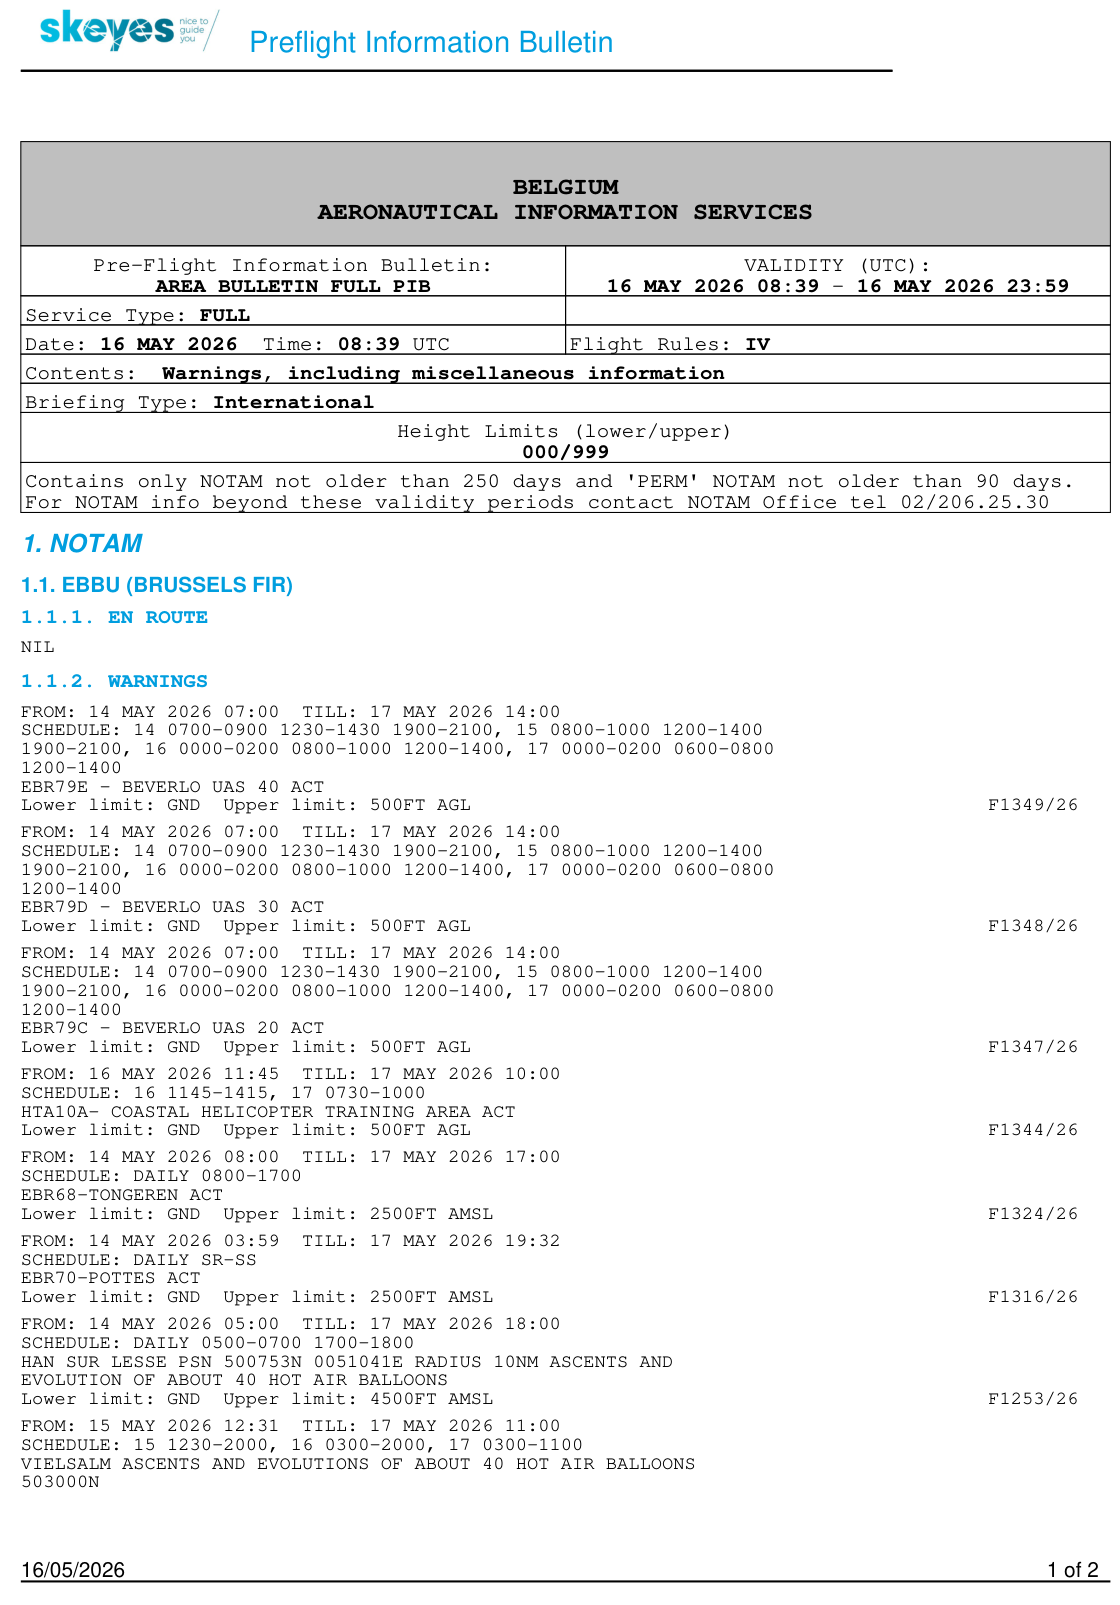 skeyes nice to guide you
Preflight Information Bulletin
BELGIUM
AERONAUTICAL INFORMATION SERVICES
Pre-Flight Information Bulletin:
AREA BULLETIN FULL PIB
VALIDITY (UTC):
16 MAY 2026 08:39 - 16 MAY 2026 23:59
Service Type: FULL
Date: 16 MAY 2026 Time: 08:39 UTC
Flight Rules: IV
Contents: Warnings, including miscellaneous information
Briefing Type: International
Height Limits (lower/upper)
000/999
Contains only NOTAM not older than 250 days and 'PERM' NOTAM not older than 90 days.
For NOTAM info beyond these validity periods contact NOTAM Office tel 02/206.25.30
1. NOTAM
1.1. EBBU (BRUSSELS FIR)
1.1.1. EN ROUTE
NIL
1.1.2. WARNINGS
FROM: 14 MAY 2026 07:00 TILL: 17 MAY 2026 14:00
SCHEDULE: 14 0700-0900 1230-1430 1900-2100, 15 0800-1000 1200-1400
1900-2100, 16 0000-0200 0800-1000 1200-1400, 17 0000-0200 0600-0800
1200-1400
EBR79E - BEVERLO UAS 40 ACT
Lower limit: GND Upper limit: 500FT AGL F1349/26
FROM: 14 MAY 2026 07:00 TILL: 17 MAY 2026 14:00
SCHEDULE: 14 0700-0900 1230-1430 1900-2100, 15 0800-1000 1200-1400
1900-2100, 16 0000-0200 0800-1000 1200-1400, 17 0000-0200 0600-0800
1200-1400
EBR79D - BEVERLO UAS 30 ACT
Lower limit: GND Upper limit: 500FT AGL F1348/26
FROM: 14 MAY 2026 07:00 TILL: 17 MAY 2026 14:00
SCHEDULE: 14 0700-0900 1230-1430 1900-2100, 15 0800-1000 1200-1400
1900-2100, 16 0000-0200 0800-1000 1200-1400, 17 0000-0200 0600-0800
1200-1400
EBR79C - BEVERLO UAS 20 ACT
Lower limit: GND Upper limit: 500FT AGL F1347/26
FROM: 16 MAY 2026 11:45 TILL: 17 MAY 2026 10:00
SCHEDULE: 16 1145-1415, 17 0730-1000
HTA10A- COASTAL HELICOPTER TRAINING AREA ACT
Lower limit: GND Upper limit: 500FT AGL F1344/26
FROM: 14 MAY 2026 08:00 TILL: 17 MAY 2026 17:00
SCHEDULE: DAILY 0800-1700
EBR68-TONGEREN ACT
Lower limit: GND Upper limit: 2500FT AMSL F1324/26
FROM: 14 MAY 2026 03:59 TILL: 17 MAY 2026 19:32
SCHEDULE: DAILY SR-SS
EBR70-POTTES ACT
Lower limit: GND Upper limit: 2500FT AMSL F1316/26
FROM: 14 MAY 2026 05:00 TILL: 17 MAY 2026 18:00
SCHEDULE: DAILY 0500-0700 1700-1800
HAN SUR LESSE PSN 500753N 0051041E RADIUS 10NM ASCENTS AND
EVOLUTION OF ABOUT 40 HOT AIR BALLOONS
Lower limit: GND Upper limit: 4500FT AMSL F1253/26
FROM: 15 MAY 2026 12:31 TILL: 17 MAY 2026 11:00
SCHEDULE: 15 1230-2000, 16 0300-2000, 17 0300-1100
VIELSALM ASCENTS AND EVOLUTIONS OF ABOUT 40 HOT AIR BALLOONS
503000N
16/05/2026 1 of 2